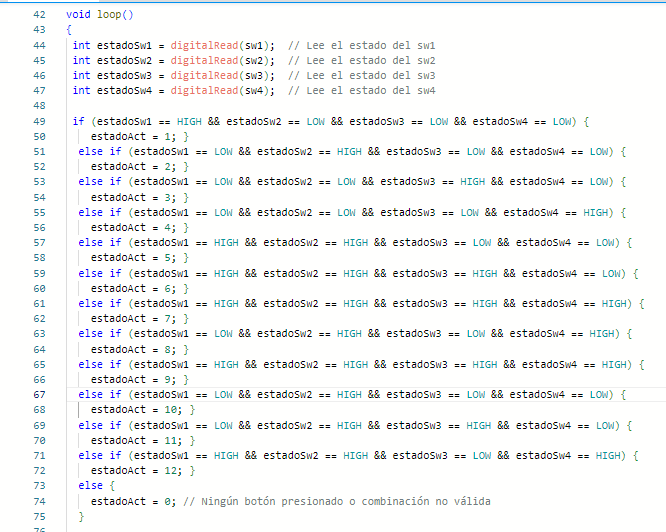 42 void loop()
43 {
44 int estadoSw1 = digitalRead(sw1); // Lee el estado del sw1
45 int estadoSw2 = digitalRead(sw2); // Lee el estado del sw2
46 int estadoSw3 = digitalRead(sw3); // Lee el estado del sw3
47 int estadoSw4 = digitalRead(sw4); // Lee el estado del sw4
48
49 if (estadoSw1 == HIGH && estadoSw2 == LOW && estadoSw3 == LOW && estadoSw4 == LOW) {
50 estadoAct = 1; }
51 else if (estadoSw1 == LOW && estadoSw2 == HIGH && estadoSw3 == LOW && estadoSw4 == LOW) {
52 estadoAct = 2; }
53 else if (estadoSw1 == LOW && estadoSw2 == LOW && estadoSw3 == HIGH && estadoSw4 == LOW) {
54 estadoAct = 3; }
55 else if (estadoSw1 == LOW && estadoSw2 == LOW && estadoSw3 == LOW && estadoSw4 == HIGH) {
56 estadoAct = 4; }
57 else if (estadoSw1 == HIGH && estadoSw2 == HIGH && estadoSw3 == LOW && estadoSw4 == LOW) {
58 estadoAct = 5; }
59 else if (estadoSw1 == HIGH && estadoSw2 == HIGH && estadoSw3 == HIGH && estadoSw4 == LOW) {
60 estadoAct = 6; }
61 else if (estadoSw1 == HIGH && estadoSw2 == HIGH && estadoSw3 == HIGH && estadoSw4 == HIGH) {
62 estadoAct = 7; }
63 else if (estadoSw1 == LOW && estadoSw2 == HIGH && estadoSw3 == LOW && estadoSw4 == HIGH) {
64 estadoAct = 8; }
65 else if (estadoSw1 == HIGH && estadoSw2 == HIGH && estadoSw3 == HIGH && estadoSw4 == HIGH) {
66 estadoAct = 9; }
67 else if (estadoSw1 == LOW && estadoSw2 == HIGH && estadoSw3 == LOW && estadoSw4 == LOW) {
68 estadoAct = 10; }
69 else if (estadoSw1 == LOW && estadoSw2 == HIGH && estadoSw3 == HIGH && estadoSw4 == LOW) {
70 estadoAct = 11; }
71 else if (estadoSw1 == HIGH && estadoSw2 == HIGH && estadoSw3 == LOW && estadoSw4 == HIGH) {
72 estadoAct = 12; }
73 else {
74 estadoAct = 0; // Ningún botón presionado o combinación no válida
75 }